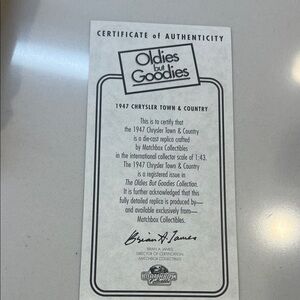 CERTIFICATE of AUTHENTICITY
Oldies
but
Goodies
1947 CHRYSLER TOWN & COUNTRY
This is to certify that
the 1947 Chrysler Town & Country
is a die-cast replica crafted
by Matchbox Collectibles
in the international collector scale of 1:43.
The 1947 Chrysler Town & Country
is a registered issue in
The Oldies But Goodies Collection.
It is further acknowledged that this
fully detailed replica is produced by—
and available exclusively from—
Matchbox Collectibles.
Brian A. James
BRIAN A. JAMES
DIRECTOR OF CERTIFICATION
MATCHBOX COLLECTIBLES